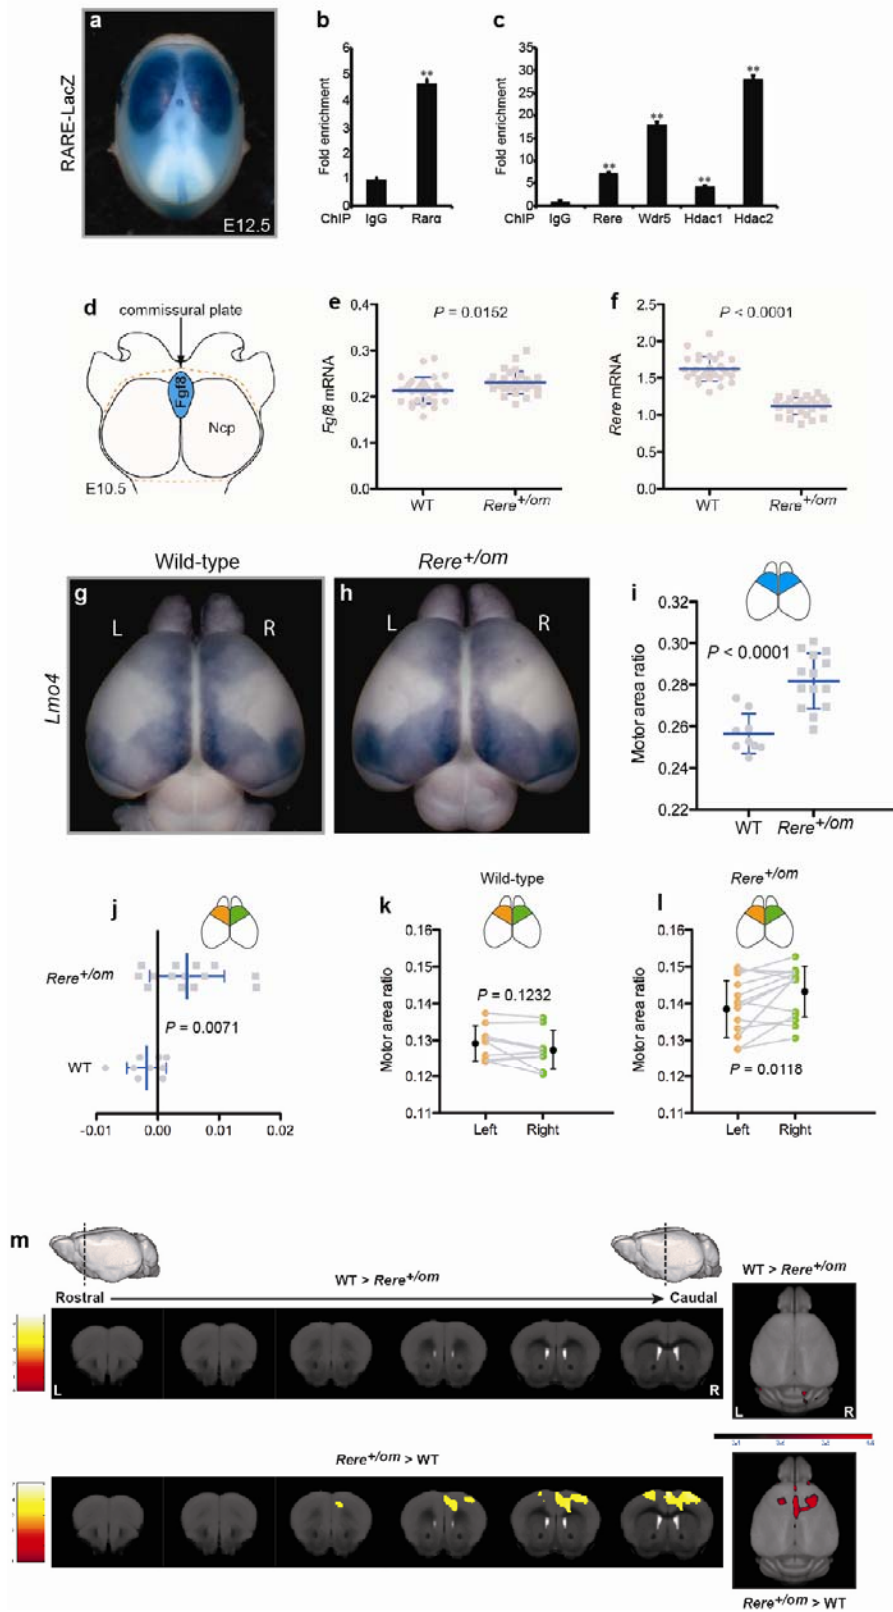 a
RARE-LacZ
E12.5
b
Fold enrichment
6
5
4
3
2
1
0
**
ChIP IgG Rarα
c
Fold enrichment
35
30
25
20
15
10
5
0
**
**
**
**
ChIP IgG Rere Wdr5 Hdac1 Hdac2
d
commissural plate
Fgf8
Ncp
E10.5
e
P = 0.0152
Fgf8 mRNA
0.4
0.3
0.2
0.1
0.0
WT Rere+/om
f
P < 0.0001
Rere mRNA
2.5
2.0
1.5
1.0
0.5
0.0
WT Rere+/om
Wild-type
Rere+/om
Lmo4
g
L R
h
L R
i
Motor area ratio
0.32
0.30
0.28
0.26
0.24
0.22
P < 0.0001
WT Rere+/om
j
Rere+/om
P = 0.0071
WT
-0.01 0.00 0.01 0.02
k
Wild-type
Motor area ratio
0.16
0.15
0.14
0.13
0.12
0.11
P = 0.1232
Left Right
l
Rere+/om
Motor area ratio
0.16
0.15
0.14
0.13
0.12
0.11
P = 0.0118
Left Right
m
WT > Rere+/om
Rostral Caudal
L R
WT > Rere+/om
L R
Rere+/om > WT
Rere+/om > WT